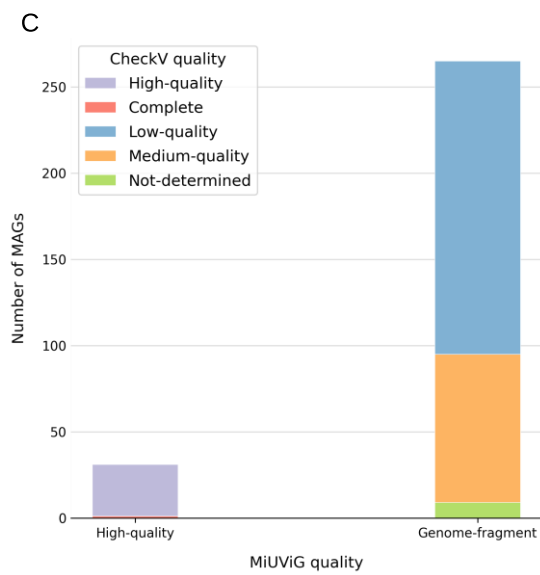 C
CheckV quality
High-quality
Complete
Low-quality
Medium-quality
Not-determined
Number of MAGs
250
200
150
100
50
0
High-quality
Genome-fragment
MiUViG quality